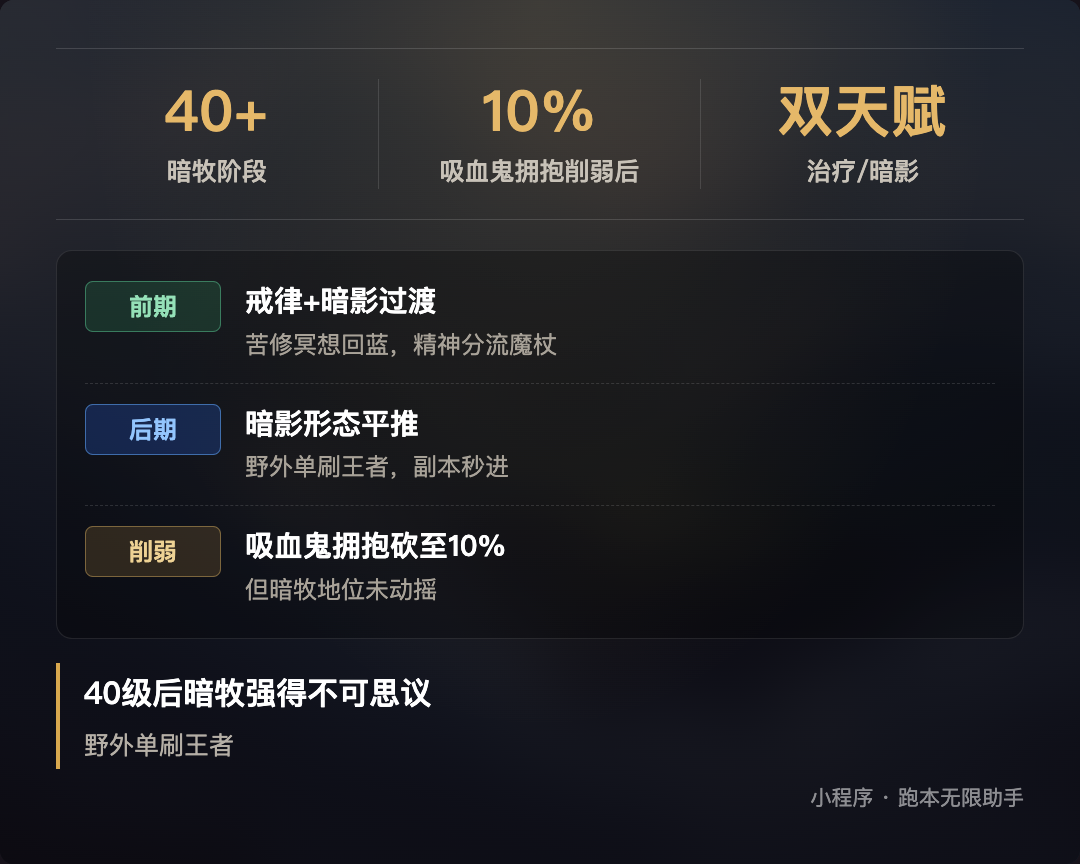 40+
暗牧阶段
10%
吸血鬼拥抱削弱后
双天赋
治疗/暗影
前期
戒律+暗影过渡
苦修冥想回蓝，精神分流魔杖
后期
暗影形态平推
野外单刷王者，副本秒进
削弱
吸血鬼拥抱砍至10%
但暗牧地位未动摇
40级后暗牧强得不可思议
野外单刷王者
小程序 · 跑本无限助手